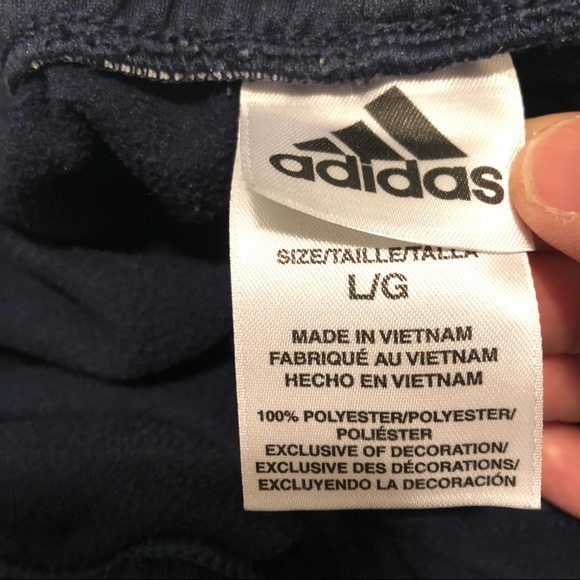 adidas
SIZE/TAILLE/TALLA
L/G
MADE IN VIETNAM
FABRIQUÉ AU VIETNAM
HECHO EN VIETNAM
100% POLYESTER/POLYESTER/
POLIÉSTER
EXCLUSIVE OF DECORATION/
EXCLUSIVE DES DÉCORATIONS/
EXCLUYENDO LA DECORACIÓN